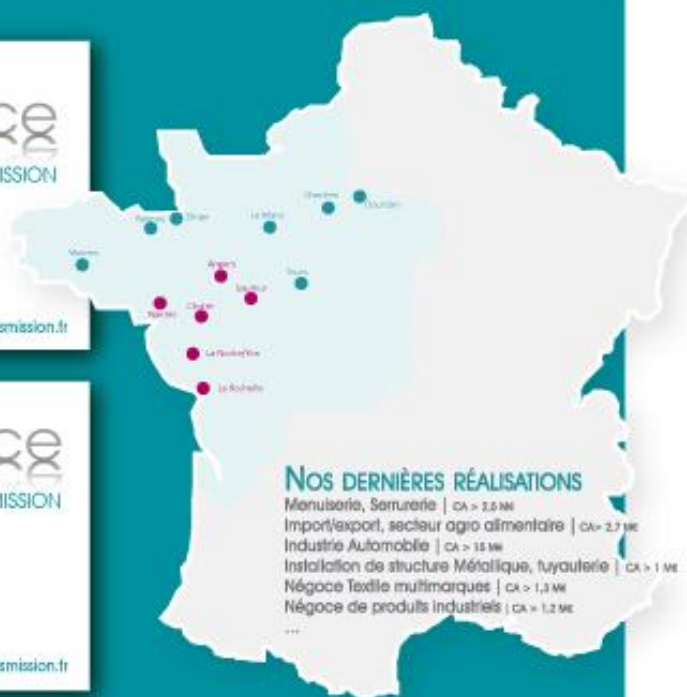 ce
ISSION
smission.fr
ce
MISSION
smission.fr
Chartres
Dourdan
Rennes
Le Mans
Vannes
Angers
Tours
Saumur
Nantes
Cholet
La Roche/Yon
La Rochelle
Nos dernières réalisations
Menuiserie, Serrurerie | CA > 2,5 M€
Import/export, secteur agro alimentaire | CA > 2,7 M€
Industrie Automobile | CA > 15 M€
Installation de structure Métallique, tuyauterie | CA > 1 M€
Négoce Textile multimarques | CA > 1,3 M€
Négoce de produits industriels | CA > 1,2 M€
...